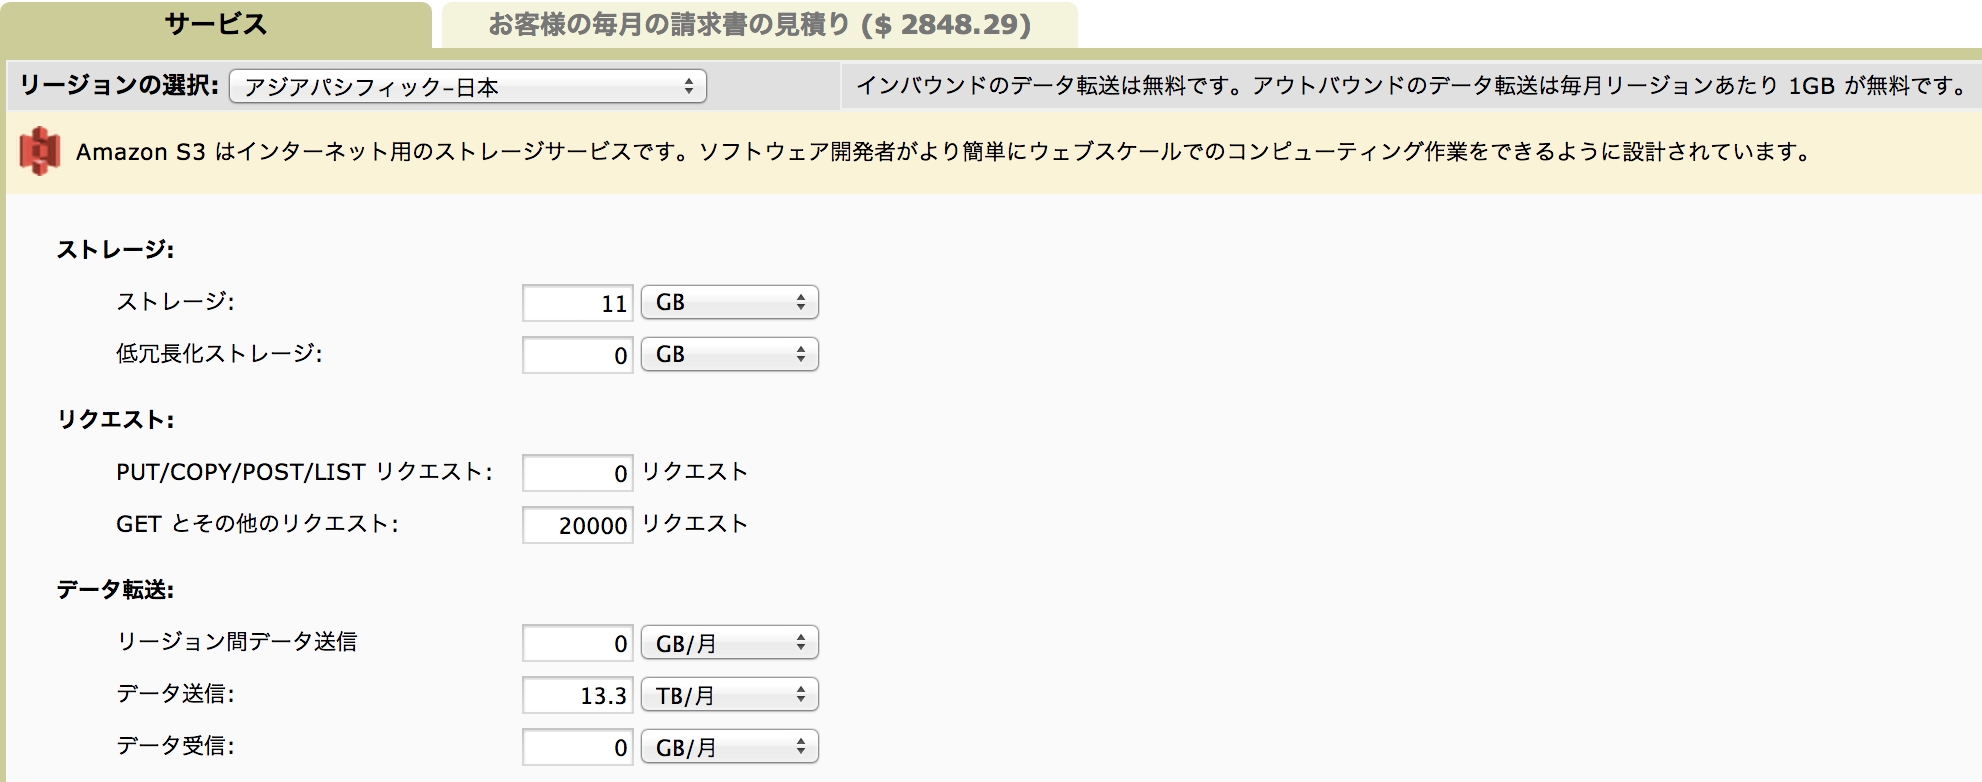 サービス
お客様の毎月の請求書の見積り ($ 2848.29)
リージョンの選択: アジアパシフィック-日本
インバウンドのデータ転送は無料です。アウトバウンドのデータ転送は毎月リージョンあたり 1GB が無料です。
Amazon S3 はインターネット用のストレージサービスです。ソフトウェア開発者がより簡単にウェブスケールでのコンピューティング作業をできるように設計されています。
ストレージ:
ストレージ: 11 GB
低冗長化ストレージ: 0 GB
リクエスト:
PUT/COPY/POST/LIST リクエスト: 0 リクエスト
GET とその他のリクエスト: 20000 リクエスト
データ転送:
リージョン間データ送信 0 GB/月
データ送信: 13.3 TB/月
データ受信: 0 GB/月